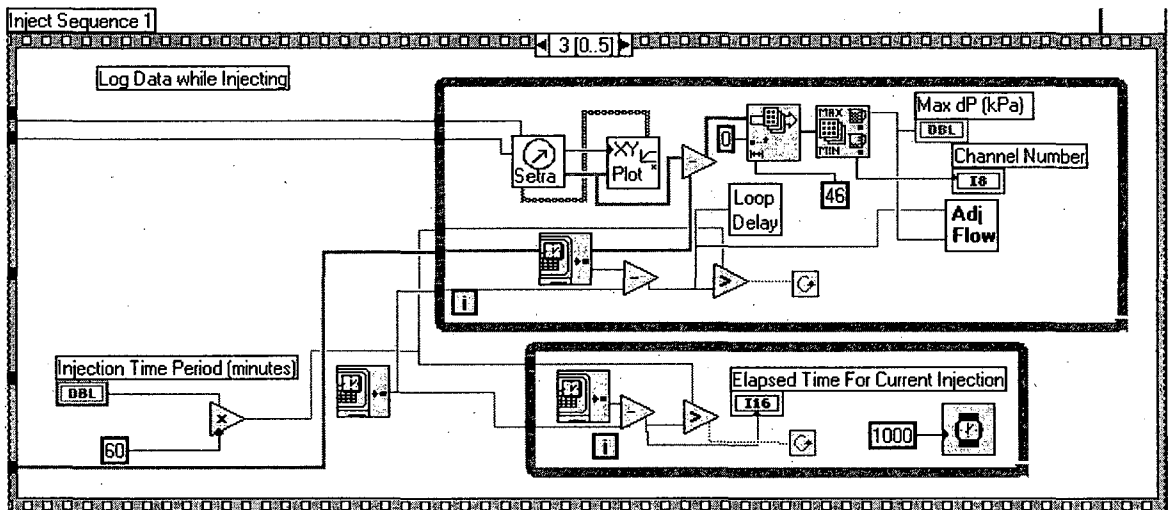 Inject Sequence 1
3 [0..5]
Log Data while Injecting
Max dP (kPa)
DBL
Channel Number
I8
0
MAX
MIN
46
Setra
XY
Plot
Loop
Delay
Adj
Flow
i
Injection Time Period (minutes)
DBL
60
Elapsed Time For Current Injection
I16
i
1000